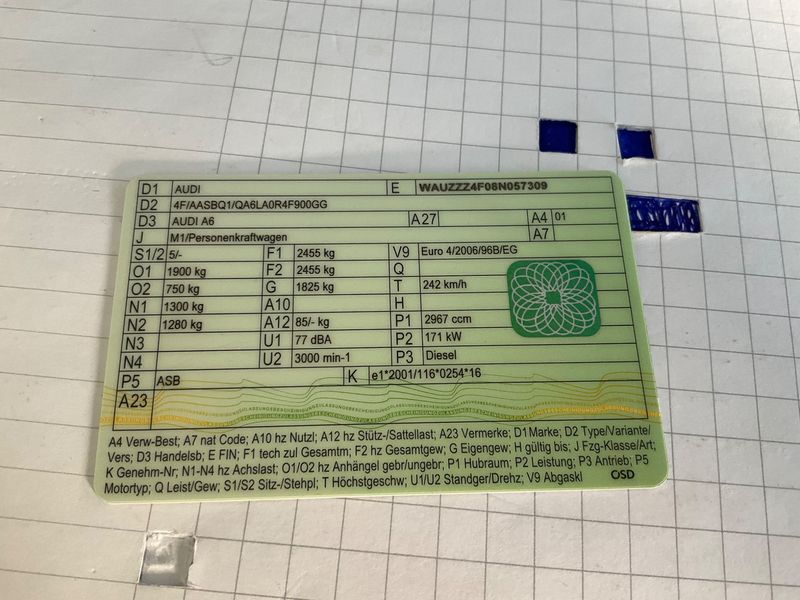 D1 AUDI E WAUZZZ4F08N057309
D2 4F/AASBQ1/QA6LA0R4F900GG
D3 AUDI A6 A27 A4 01
J M1/Personenkraftwagen A7
S1/2 5/- F1 2455 kg V9 Euro 4/2006/96B/EG
O1 1900 kg F2 2455 kg Q
O2 750 kg G 1825 kg T 242 km/h
N1 1300 kg A10 H
N2 1280 kg A12 85/- kg P1 2967 ccm
N3 U1 77 dBA P2 171 kW
N4 U2 3000 min-1 P3 Diesel
P5 ASB K e1*2001/116*0254*16
A23
A4 Verw-Best; A7 nat Code; A10 hz Nutzl; A12 hz Stütz-/Sattellast; A23 Vermerke; D1 Marke; D2 Type/Variante/
Vers; D3 Handelsb; E FIN; F1 tech zul Gesamtm; F2 hz Gesamtgew; G Eigengew; H gültig bis; J Fzg-Klasse/Art;
K Genehm-Nr; N1-N4 hz Achslast; O1/O2 hz Anhängel gebr/ungebr; P1 Hubraum; P2 Leistung; P3 Antrieb; P5
Motortyp; Q Leist/Gew; S1/S2 Sitz-/Stehpl; T Höchstgeschw; U1/U2 Standger/Drehz; V9 Abgaskl OSD